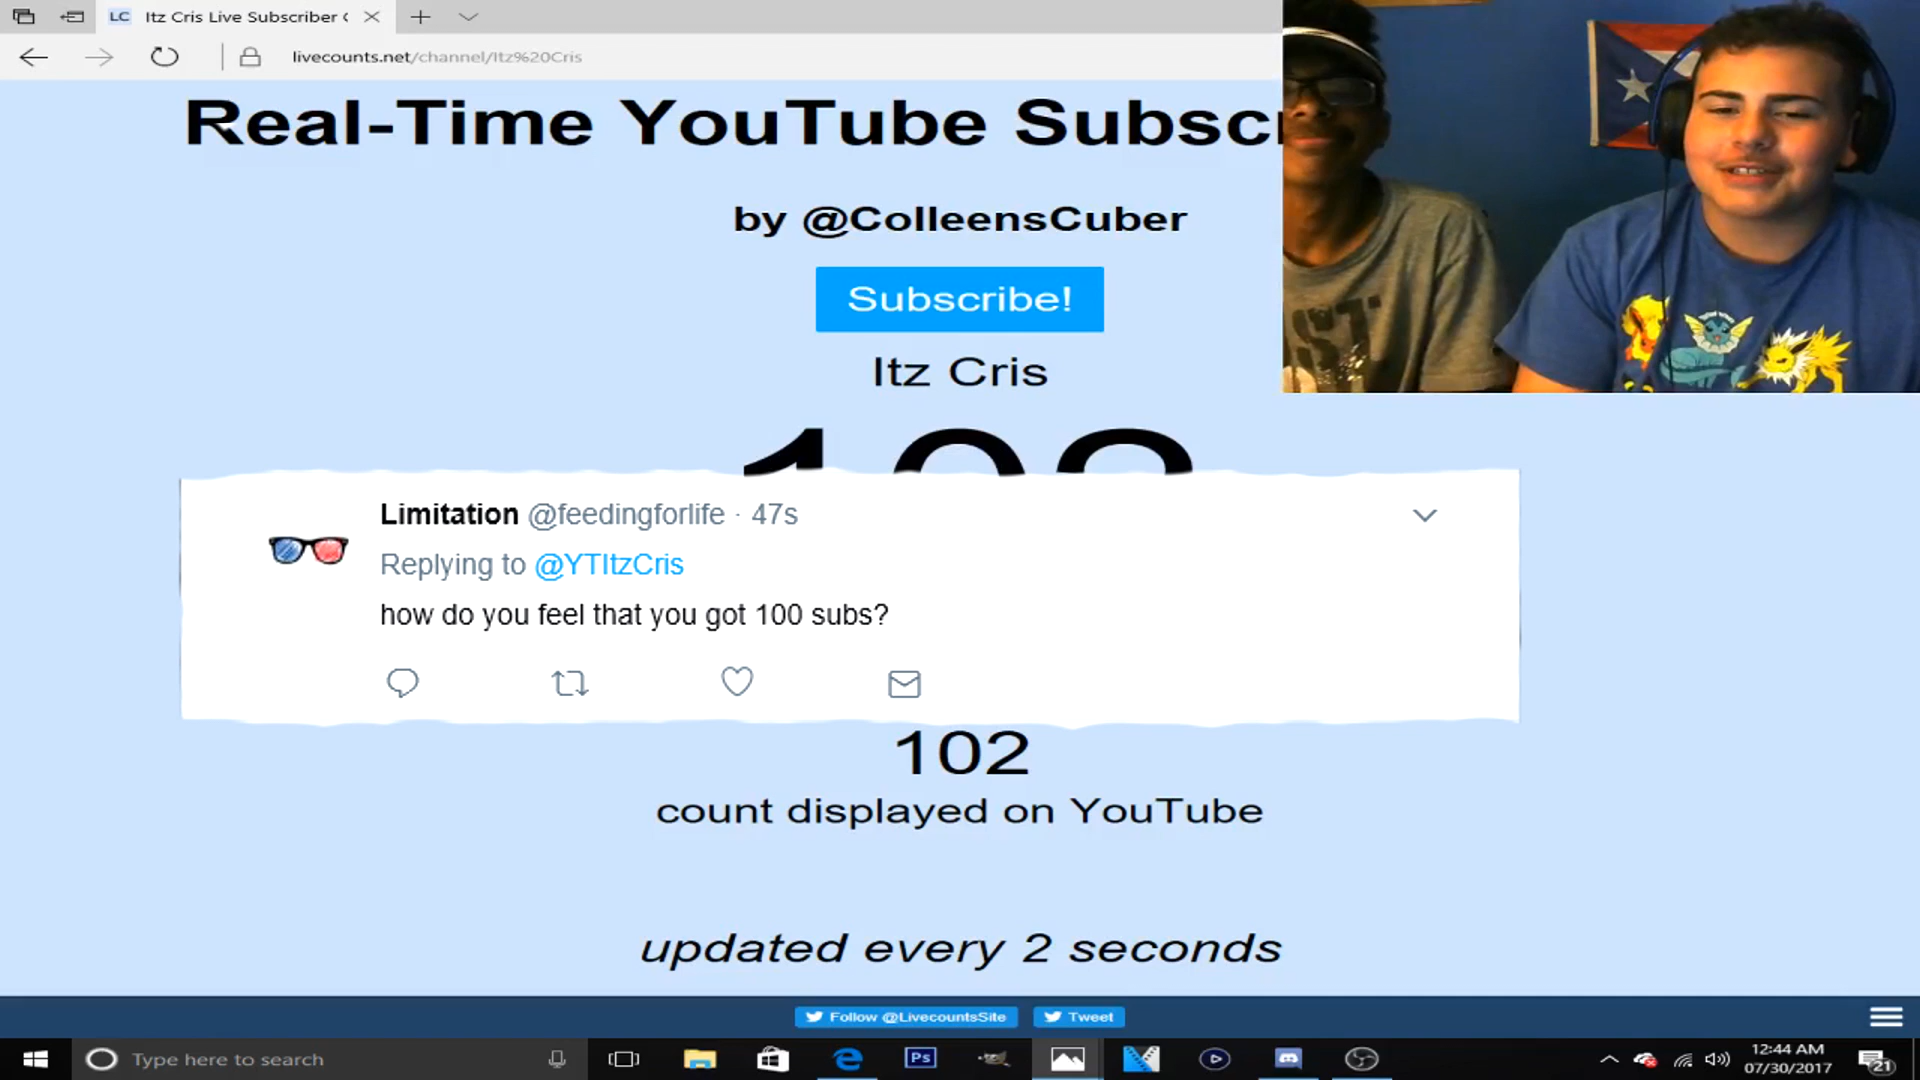 LC Itz Cris Live Subscriber
livecounts.net/channel/Itz%20Cris
Real-Time YouTube Subsc
by @ColleensCuber
Subscribe!
Itz Cris
Limitation @feedingforlife · 47s
Replying to @YTItzCris
how do you feel that you got 100 subs?
102
count displayed on YouTube
updated every 2 seconds
Follow @LivecountsSite
Tweet
Type here to search
Ps
12:44 AM
07/30/2017
21